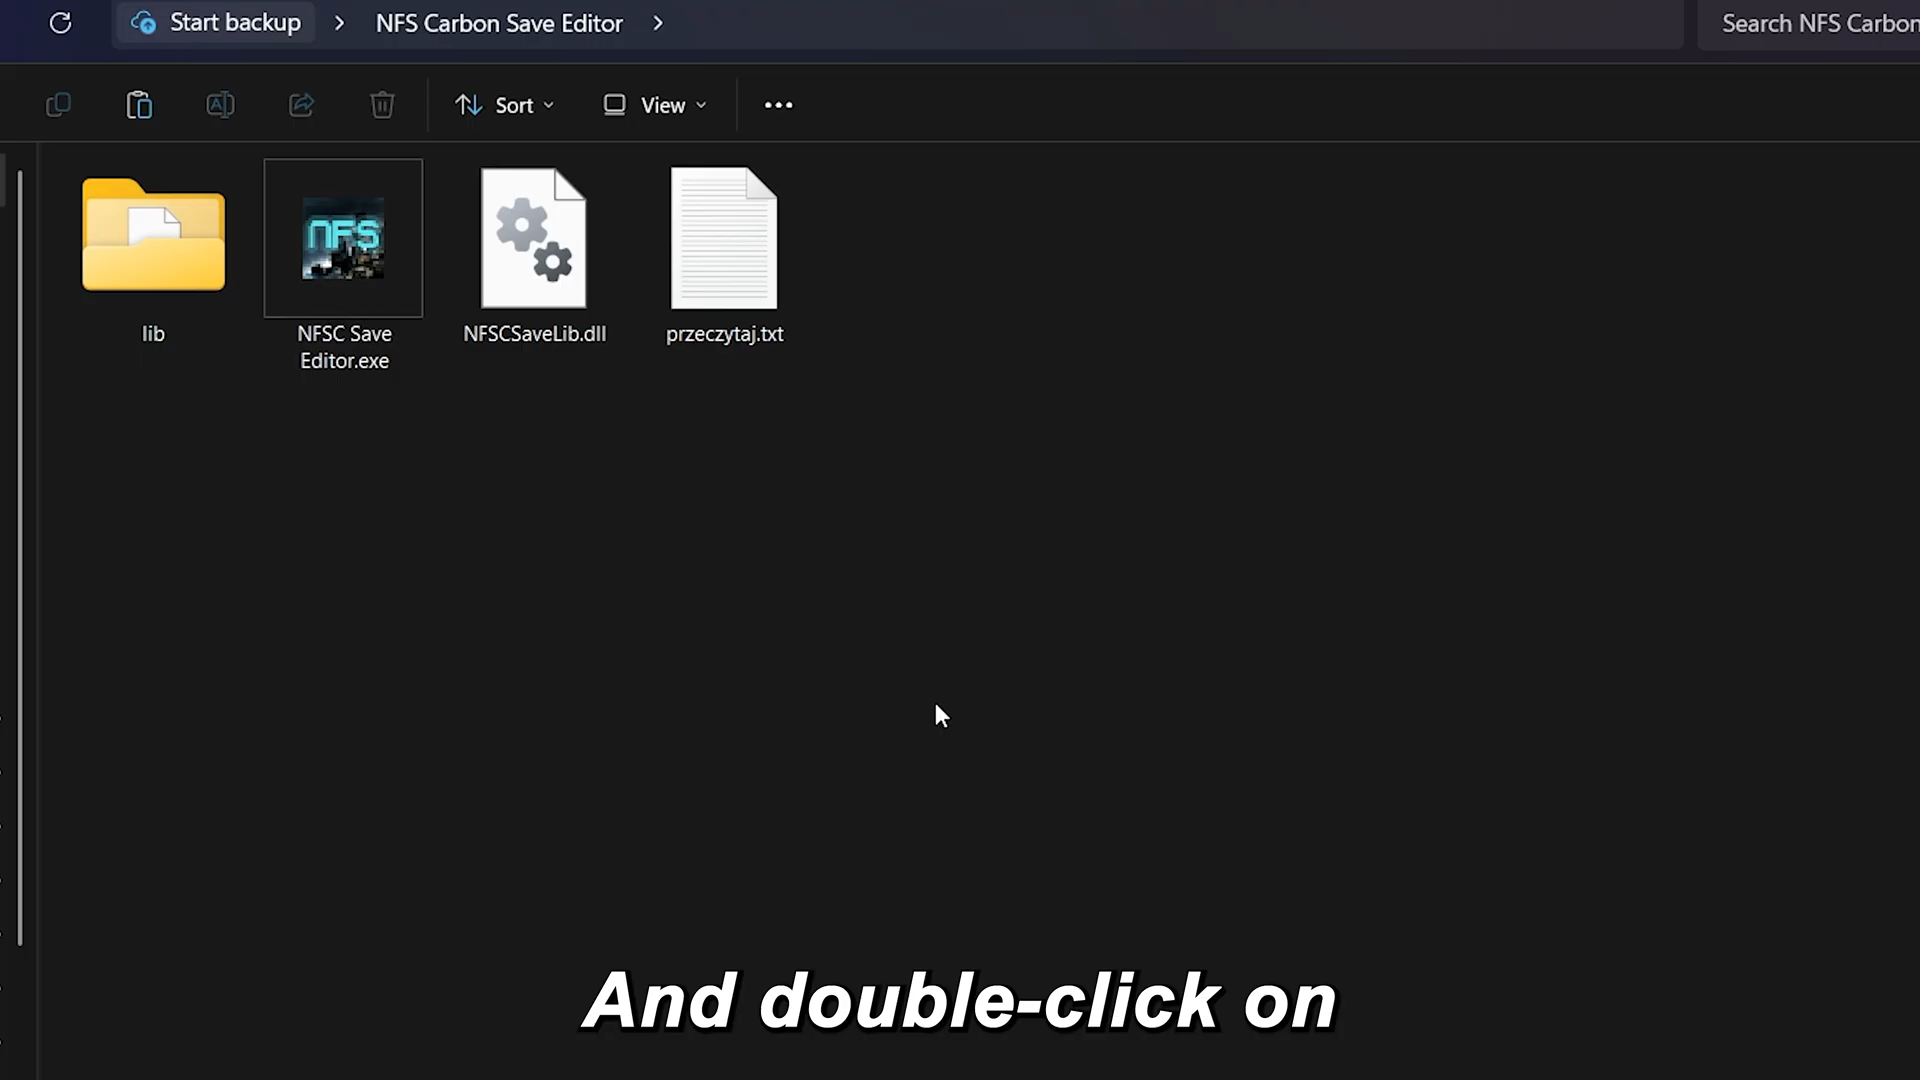 Start backup
NFS Carbon Save Editor
Search NFS Carbon
Sort
View
lib
nFS
NFSC Save
Editor.exe
NFSCSaveLib.dll
przeczytaj.txt
And double-click on